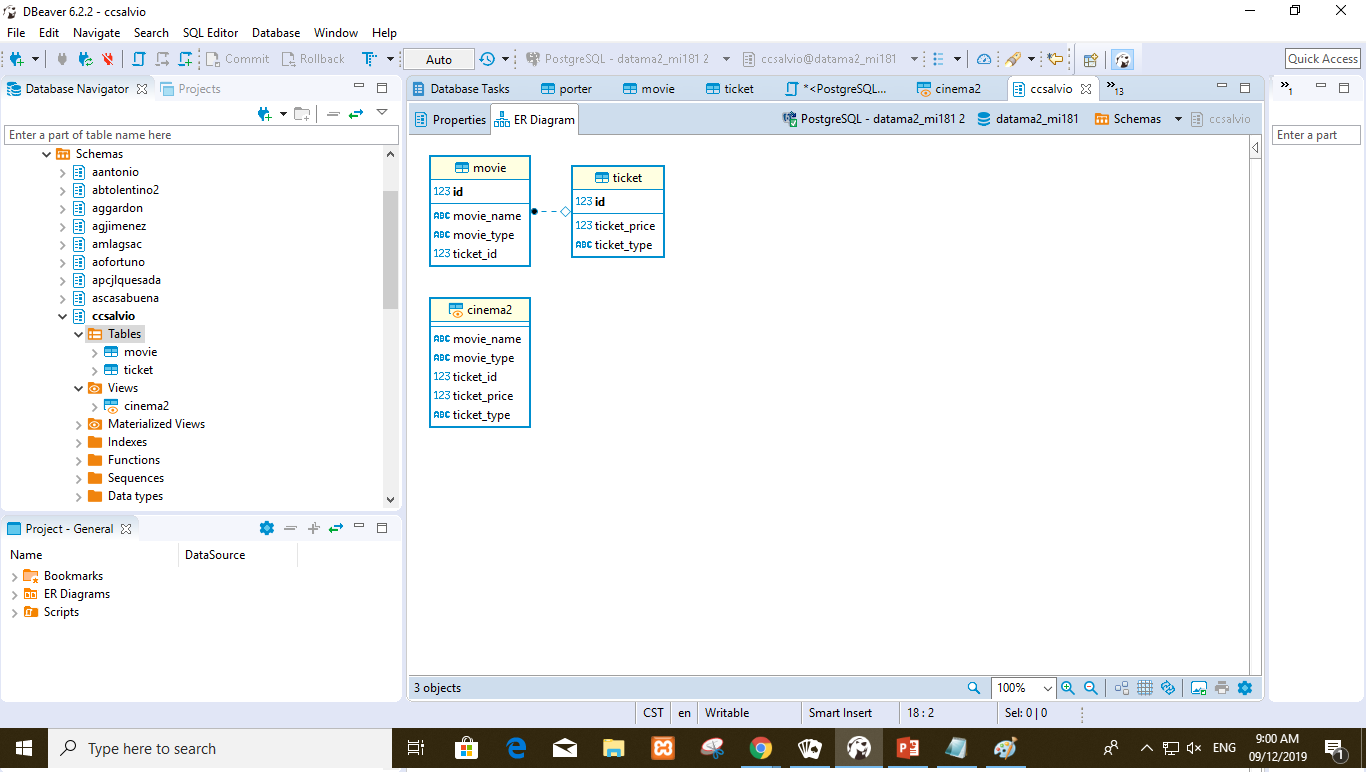 DBeaver 6.2.2 - ccsalvio
File Edit Navigate Search SQL Editor Database Window Help
Commit Rollback Auto PostgreSQL - datama2_mi181 2 ccsalvio@datama2_mi181 Quick Access
Database Navigator Projects
Database Tasks porter movie ticket *<PostgreSQL... cinema2 ccsalvio »13 »1
Enter a part of table name here
Properties ER Diagram PostgreSQL - datama2_mi181 2 datama2_mi181 Schemas ccsalvio
Enter a part
Schemas
aantonio
abtolentino2
aggardon
agjimenez
amlagsac
aofortuno
apcjlquesada
ascasabuena
ccsalvio
Tables
movie
ticket
Views
cinema2
Materialized Views
Indexes
Functions
Sequences
Data types
movie
123 id
ABC movie_name
ABC movie_type
123 ticket_id
ticket
123 id
123 ticket_price
ABC ticket_type
cinema2
ABC movie_name
ABC movie_type
123 ticket_id
123 ticket_price
ABC ticket_type
Project - General
Name DataSource
Bookmarks
ER Diagrams
Scripts
3 objects 100%
CST en Writable Smart Insert 18 : 2 Sel: 0 | 0
Type here to search ENG 9:00 AM
09/12/2019 1